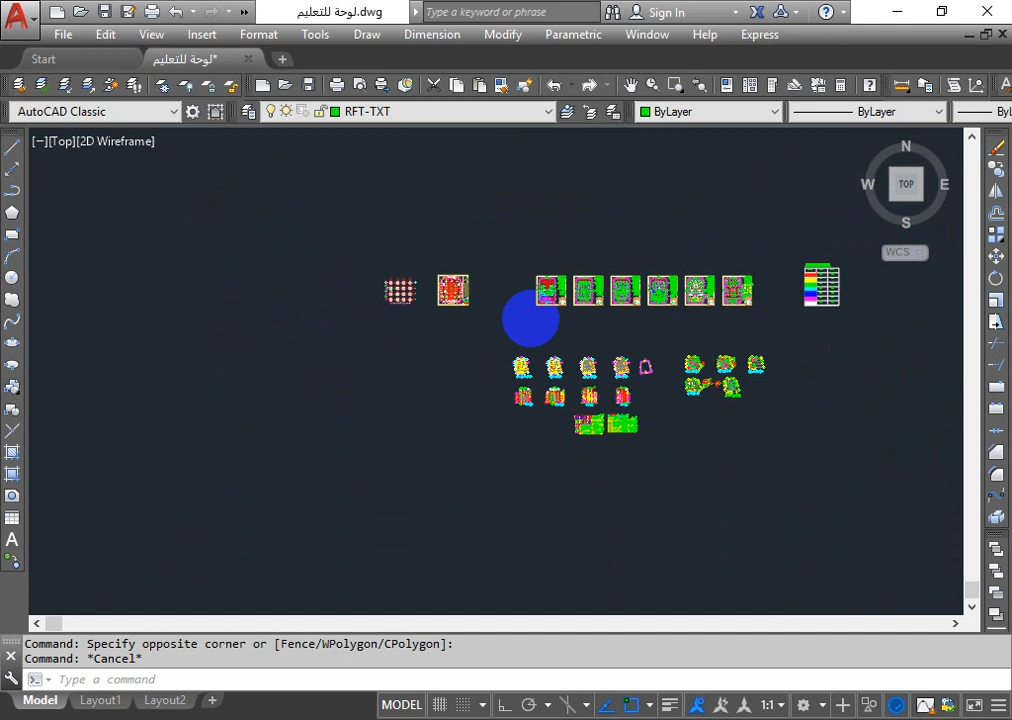 لوحة للتعليم.dwg
Type a keyword or phrase
Sign In
File Edit View Insert Format Tools Draw Dimension Modify Parametric Window Help Express
Start
لوحة للتعليم*
AutoCAD Classic
RFT-TXT
ByLayer
ByLayer
[−][Top][2D Wireframe]
N
W TOP E
S
WCS
Command: Specify opposite corner or [Fence/WPolygon/CPolygon]:
Command: *Cancel*
Type a command
Model Layout1 Layout2 +
MODEL
1:1